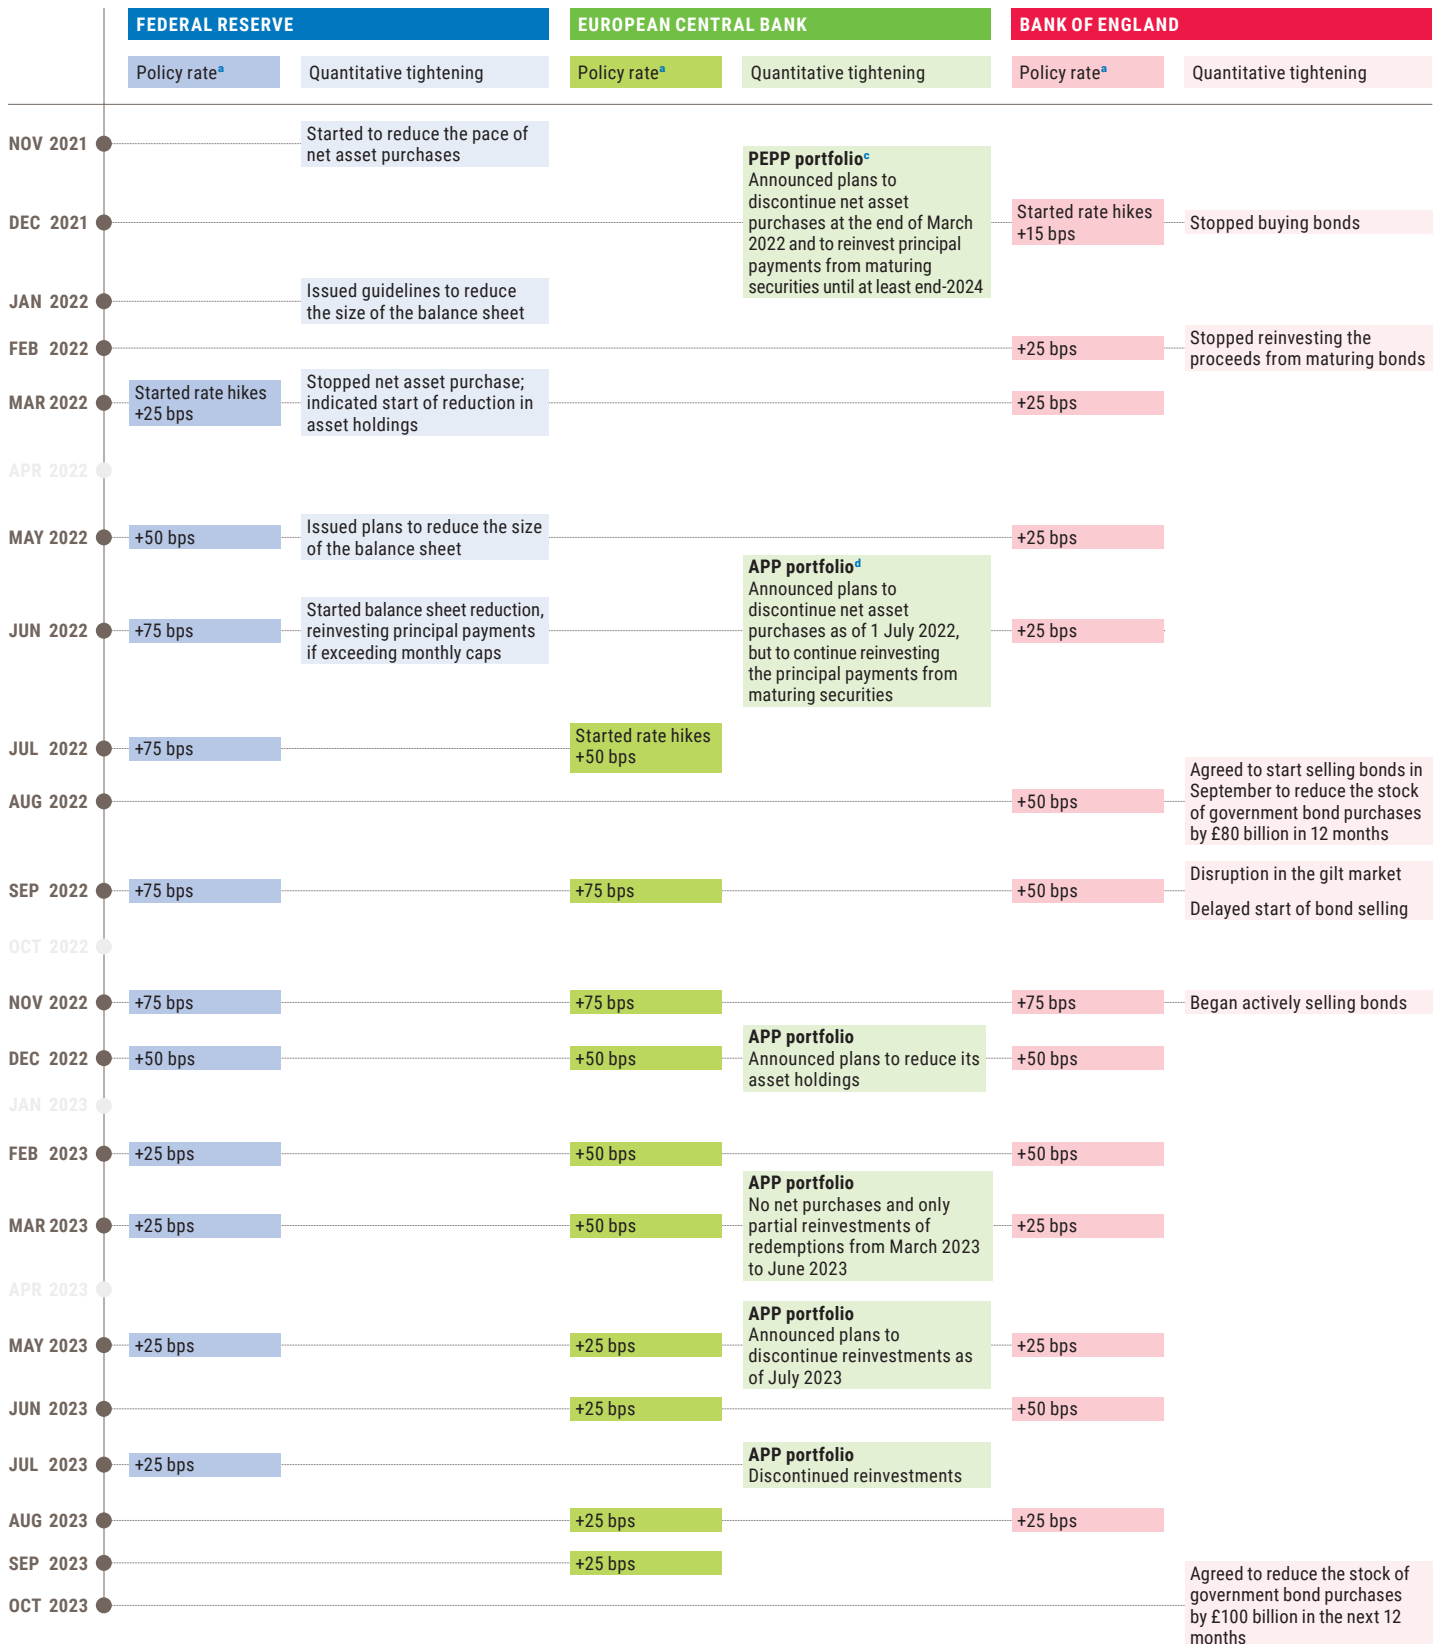 FEDERAL RESERVE
EUROPEAN CENTRAL BANK
BANK OF ENGLAND
Policy rateᵃ
Quantitative tightening
Policy rateᵃ
Quantitative tightening
Policy rateᵃ
Quantitative tightening
NOV 2021
Started to reduce the pace of
net asset purchases
PEPP portfolioᶜ
Announced plans to
discontinue net asset
purchases at the end of March
2022 and to reinvest principal
payments from maturing
securities until at least end-2024
DEC 2021
Started rate hikes
+15 bps
Stopped buying bonds
JAN 2022
Issued guidelines to reduce
the size of the balance sheet
FEB 2022
+25 bps
Stopped reinvesting the
proceeds from maturing bonds
MAR 2022
Started rate hikes
+25 bps
Stopped net asset purchase;
indicated start of reduction in
asset holdings
+25 bps
APR 2022
MAY 2022
+50 bps
Issued plans to reduce the size
of the balance sheet
+25 bps
APP portfolioᵈ
Announced plans to
discontinue net asset
purchases as of 1 July 2022,
but to continue reinvesting
the principal payments from
maturing securities
JUN 2022
+75 bps
Started balance sheet reduction,
reinvesting principal payments
if exceeding monthly caps
+25 bps
JUL 2022
+75 bps
Started rate hikes
+50 bps
AUG 2022
+50 bps
Agreed to start selling bonds in
September to reduce the stock
of government bond purchases
by £80 billion in 12 months
SEP 2022
+75 bps
+75 bps
+50 bps
Disruption in the gilt market
Delayed start of bond selling
OCT 2022
NOV 2022
+75 bps
+75 bps
+75 bps
Began actively selling bonds
DEC 2022
+50 bps
+50 bps
APP portfolio
Announced plans to reduce its
asset holdings
+50 bps
JAN 2023
FEB 2023
+25 bps
+50 bps
+50 bps
MAR 2023
+25 bps
+50 bps
APP portfolio
No net purchases and only
partial reinvestments of
redemptions from March 2023
to June 2023
+25 bps
APR 2023
MAY 2023
+25 bps
+25 bps
APP portfolio
Announced plans to
discontinue reinvestments as
of July 2023
+25 bps
JUN 2023
+25 bps
+50 bps
JUL 2023
+25 bps
APP portfolio
Discontinued reinvestments
AUG 2023
+25 bps
+25 bps
SEP 2023
+25 bps
OCT 2023
Agreed to reduce the stock of
government bond purchases
by £100 billion in the next 12
months